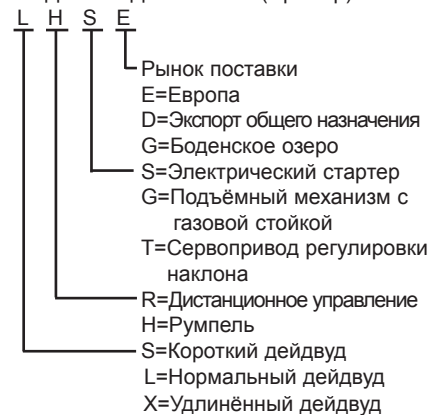 L H S E
Рынок поставки
E=Европа
D=Экспорт общего назначения
G=Боденское озеро
S=Электрический стартер
G=Подъёмный механизм с
газовой стойкой
T=Сервопривод регулировки
наклона
R=Дистанционное управление
H=Румпель
S=Короткий дейдвуд
L=Нормальный дейдвуд
X=Удлинённый дейдвуд